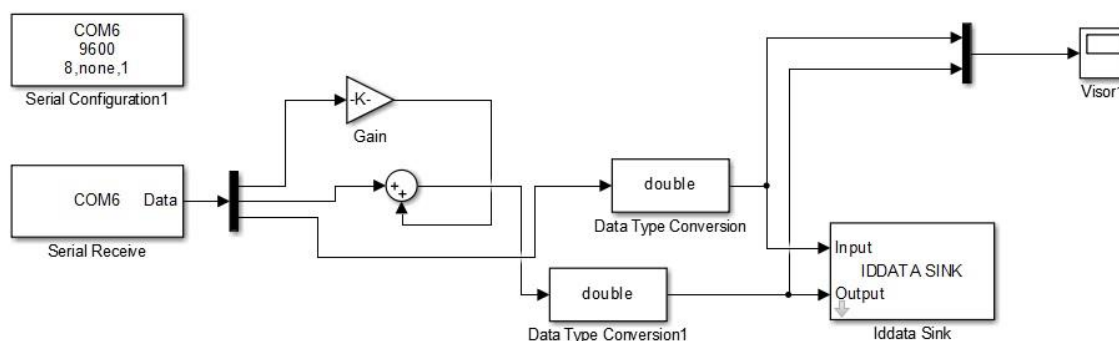 COM6
9600
8,none,1
Serial Configuration1
-K-
Gain
COM6
Data
Serial Receive
+
+
double
Data Type Conversion
double
Data Type Conversion1
Input
IDDATA SINK
Output
Iddata Sink
Visor1